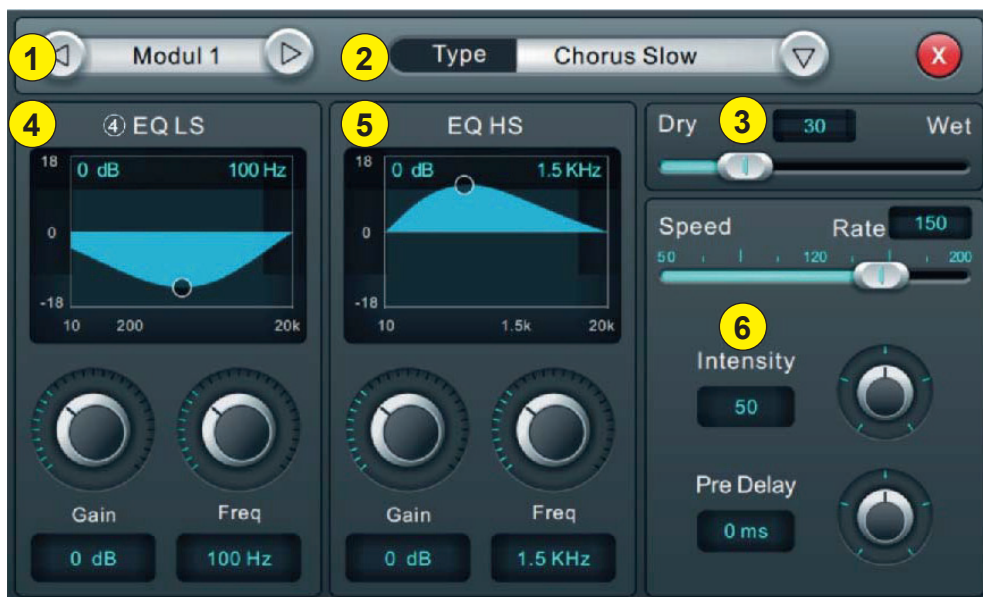 1 Modul 1 2 Type Chorus Slow X
4 ④ EQ LS
18 0 dB 100 Hz
0
-18
10 200 20k
Gain Freq
0 dB 100 Hz
5 EQ HS
18 0 dB 1.5 KHz
0
-18
10 1.5k 20k
Gain Freq
0 dB 1.5 KHz
Dry 3 30 Wet
Speed Rate 150
50 120 200
6
Intensity
50
Pre Delay
0 ms